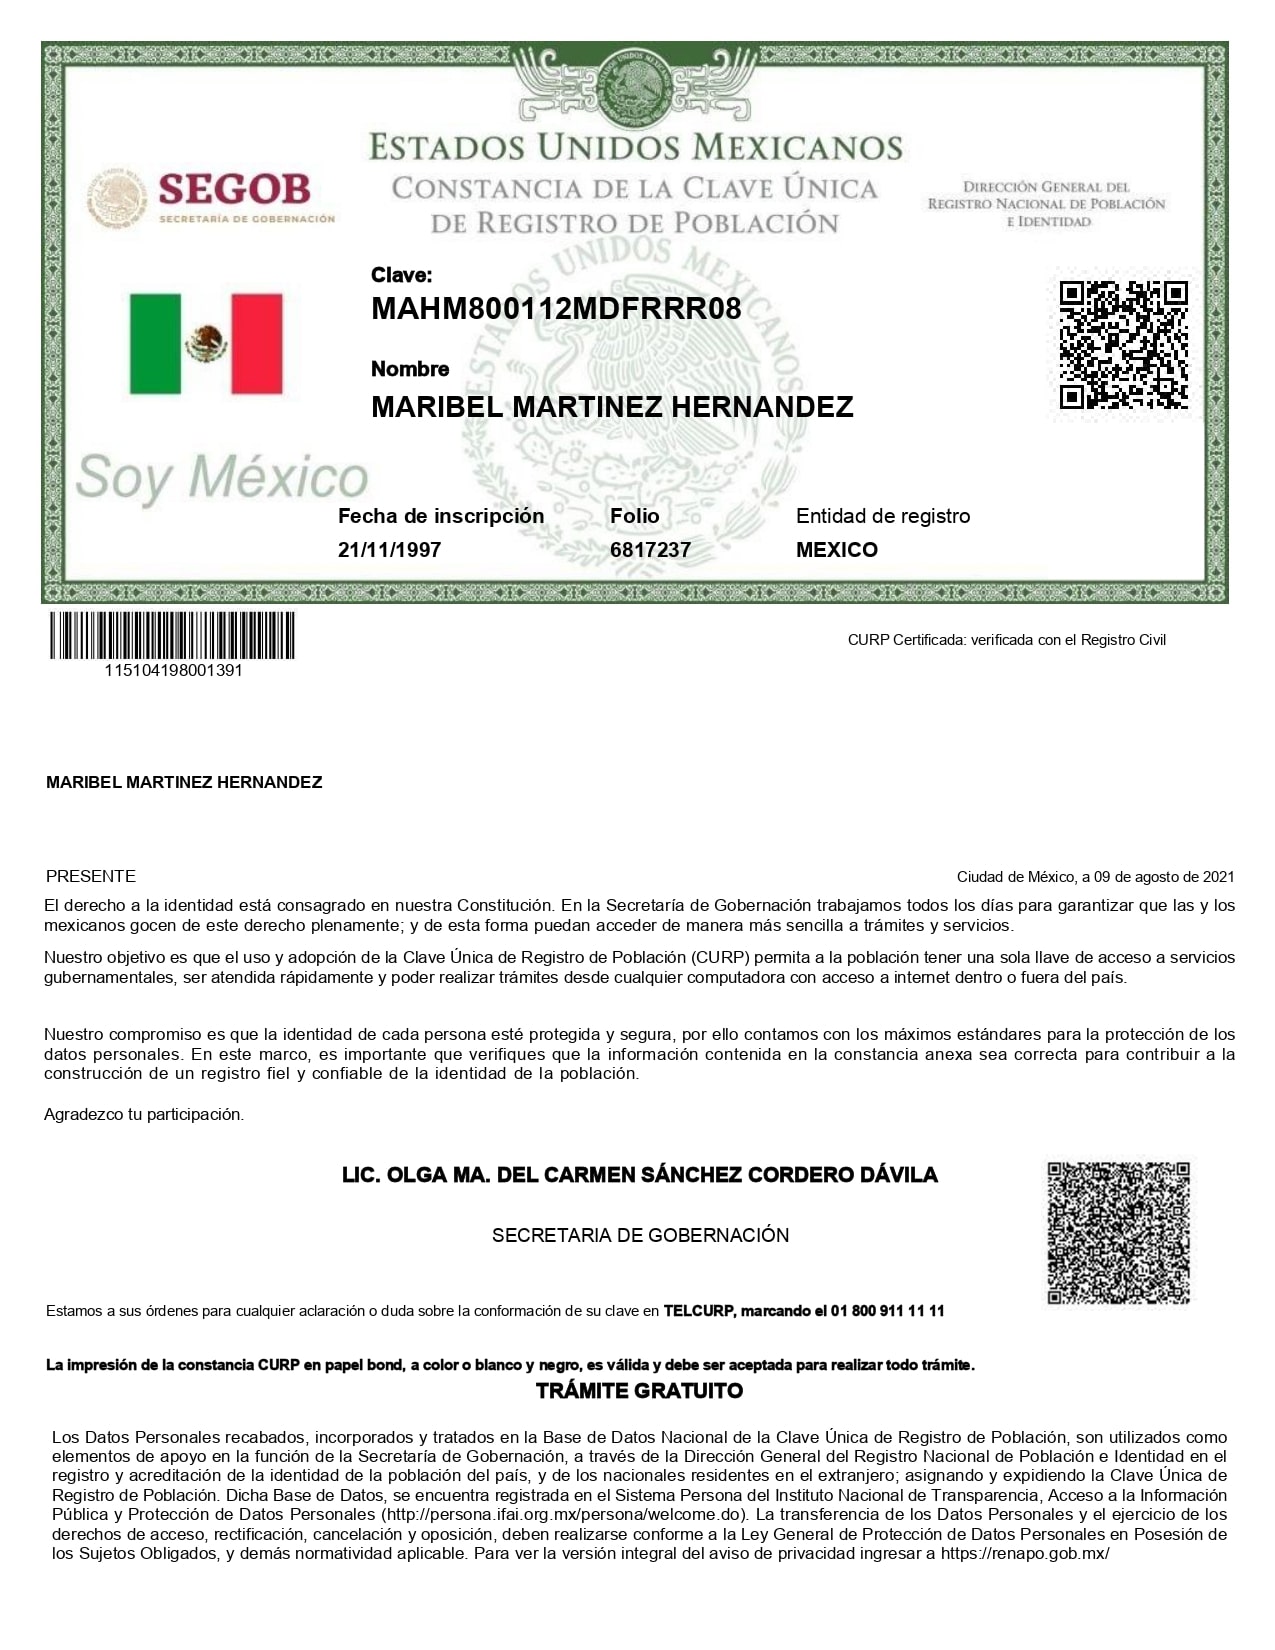 ESTADOS UNIDOS MEXICANOS
CONSTANCIA DE LA CLAVE ÚNICA
DE REGISTRO DE POBLACIÓN
SEGOB
SECRETARÍA DE GOBERNACIÓN
DIRECCIÓN GENERAL DEL
REGISTRO NACIONAL DE POBLACIÓN
E IDENTIDAD
Clave:
MAHM800112MDFRRR08
Nombre
MARIBEL MARTINEZ HERNANDEZ
Soy México
Fecha de inscripción Folio Entidad de registro
21/11/1997 6817237 MEXICO
ESTADOS UNIDOS MEXICANOS
115104198001391
CURP Certificada: verificada con el Registro Civil
MARIBEL MARTINEZ HERNANDEZ
PRESENTE
Ciudad de México, a 09 de agosto de 2021
El derecho a la identidad está consagrado en nuestra Constitución. En la Secretaría de Gobernación trabajamos todos los días para garantizar que las y los
mexicanos gocen de este derecho plenamente; y de esta forma puedan acceder de manera más sencilla a trámites y servicios.
Nuestro objetivo es que el uso y adopción de la Clave Única de Registro de Población (CURP) permita a la población tener una sola llave de acceso a servicios
gubernamentales, ser atendida rápidamente y poder realizar trámites desde cualquier computadora con acceso a internet dentro o fuera del país.
Nuestro compromiso es que la identidad de cada persona esté protegida y segura, por ello contamos con los máximos estándares para la protección de los
datos personales. En este marco, es importante que verifiques que la información contenida en la constancia anexa sea correcta para contribuir a la
construcción de un registro fiel y confiable de la identidad de la población.
Agradezco tu participación.
LIC. OLGA MA. DEL CARMEN SÁNCHEZ CORDERO DÁVILA
SECRETARIA DE GOBERNACIÓN
Estamos a sus órdenes para cualquier aclaración o duda sobre la conformación de su clave en TELCURP, marcando el 01 800 911 11 11
La impresión de la constancia CURP en papel bond, a color o blanco y negro, es válida y debe ser aceptada para realizar todo trámite.
TRÁMITE GRATUITO
Los Datos Personales recabados, incorporados y tratados en la Base de Datos Nacional de la Clave Única de Registro de Población, son utilizados como
elementos de apoyo en la función de la Secretaría de Gobernación, a través de la Dirección General del Registro Nacional de Población e Identidad en el
registro y acreditación de la identidad de la población del país, y de los nacionales residentes en el extranjero; asignando y expidiendo la Clave Única de
Registro de Población. Dicha Base de Datos, se encuentra registrada en el Sistema Persona del Instituto Nacional de Transparencia, Acceso a la Información
Pública y Protección de Datos Personales (http://persona.ifai.org.mx/persona/welcome.do). La transferencia de los Datos Personales y el ejercicio de los
derechos de acceso, rectificación, cancelación y oposición, deben realizarse conforme a la Ley General de Protección de Datos Personales en Posesión de
los Sujetos Obligados, y demás normatividad aplicable. Para ver la versión integral del aviso de privacidad ingresar a https://renapo.gob.mx/